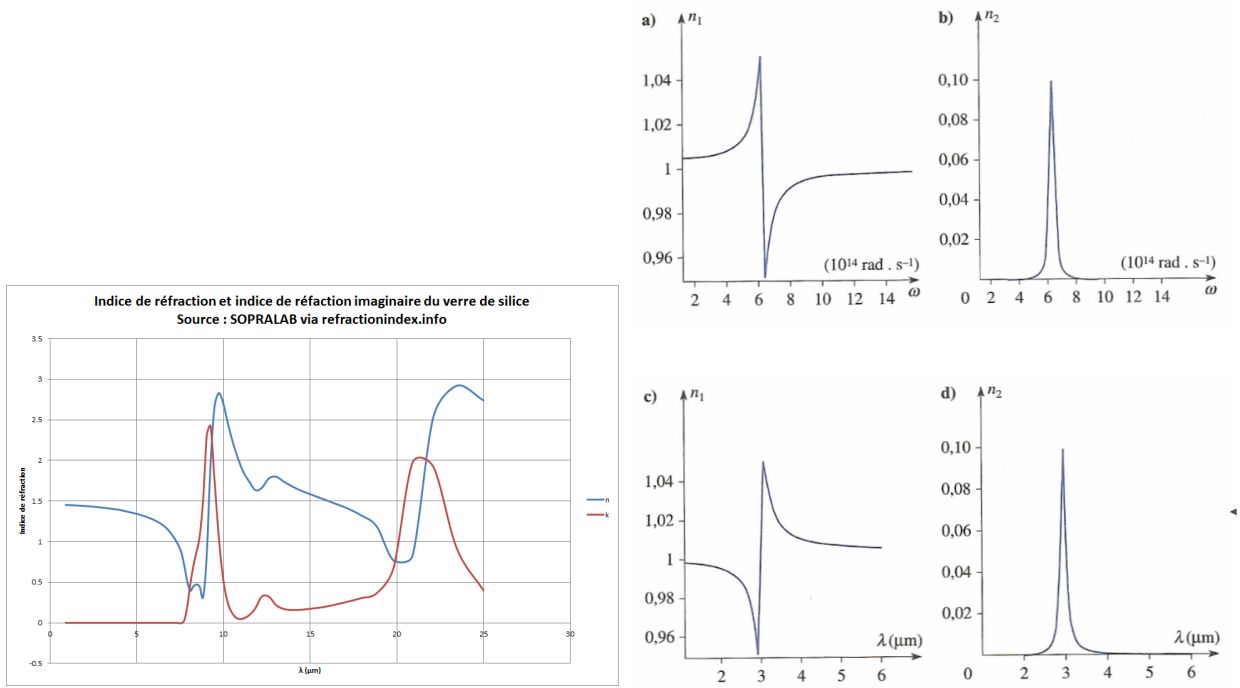 a)
n₁
1,04
1,02
1
0,98
0,96
(10¹⁴ rad . s⁻¹)
2 4 6 8 10 12 14 ω
b)
n₂
0,10
0,08
0,06
0,04
0,02
(10¹⁴ rad . s⁻¹)
0 2 4 6 8 10 12 14 ω
Indice de réfraction et indice de réfaction imaginaire du verre de silice
Source : SOPRALAB via refractionindex.info
Indice de réfraction
3.5
3
2.5
2
1.5
1
0.5
0
-0.5
0 5 10 15 20 25 30
λ (µm)
n
k
c)
n₁
1,04
1,02
1
0,98
0,96
λ (µm)
2 3 4 5 6
d)
n₂
0,10
0,08
0,06
0,04
0,02
λ (µm)
0 1 2 3 4 5 6